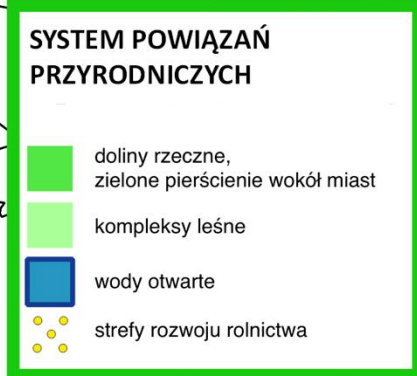 SYSTEM POWIĄZAŃ
PRZYRODNICZYCH
doliny rzeczne,
zielone pierścienie wokół miast
kompleksy leśne
wody otwarte
strefy rozwoju rolnictwa